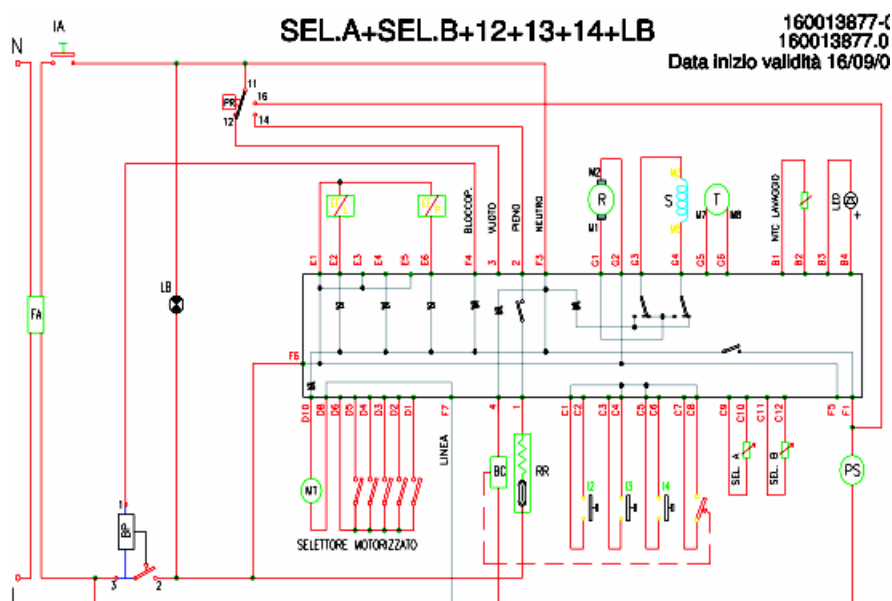 SEL.A+SEL.B+12+13+14+LB
160013877-0
160013877.0
Data inizio validità 16/09/0
N
IA
11
PR
16
12
14
BLOCCOP.
VUOTO
PIENO
NEUTRO
M2
R
M1
S
T
M7
M8
NTC LAVAGGIO
LED
+
E1
E2
E3
E4
E5
E6
F4
3
2
F3
G1
G2
G3
G4
G5
G6
B1
B2
B3
B4
LB
FA
F6
D10
D8
D6
D5
D4
D3
D2
D1
F7
4
1
C1
C2
C3
C4
C5
C6
C7
C8
C9
C10
C11
C12
F5
F1
LINEA
MT
BC
RR
I2
I3
I4
SEL. A
SEL. B
PS
SELETTORE MOTORIZZATO
1
BP
3
2
L